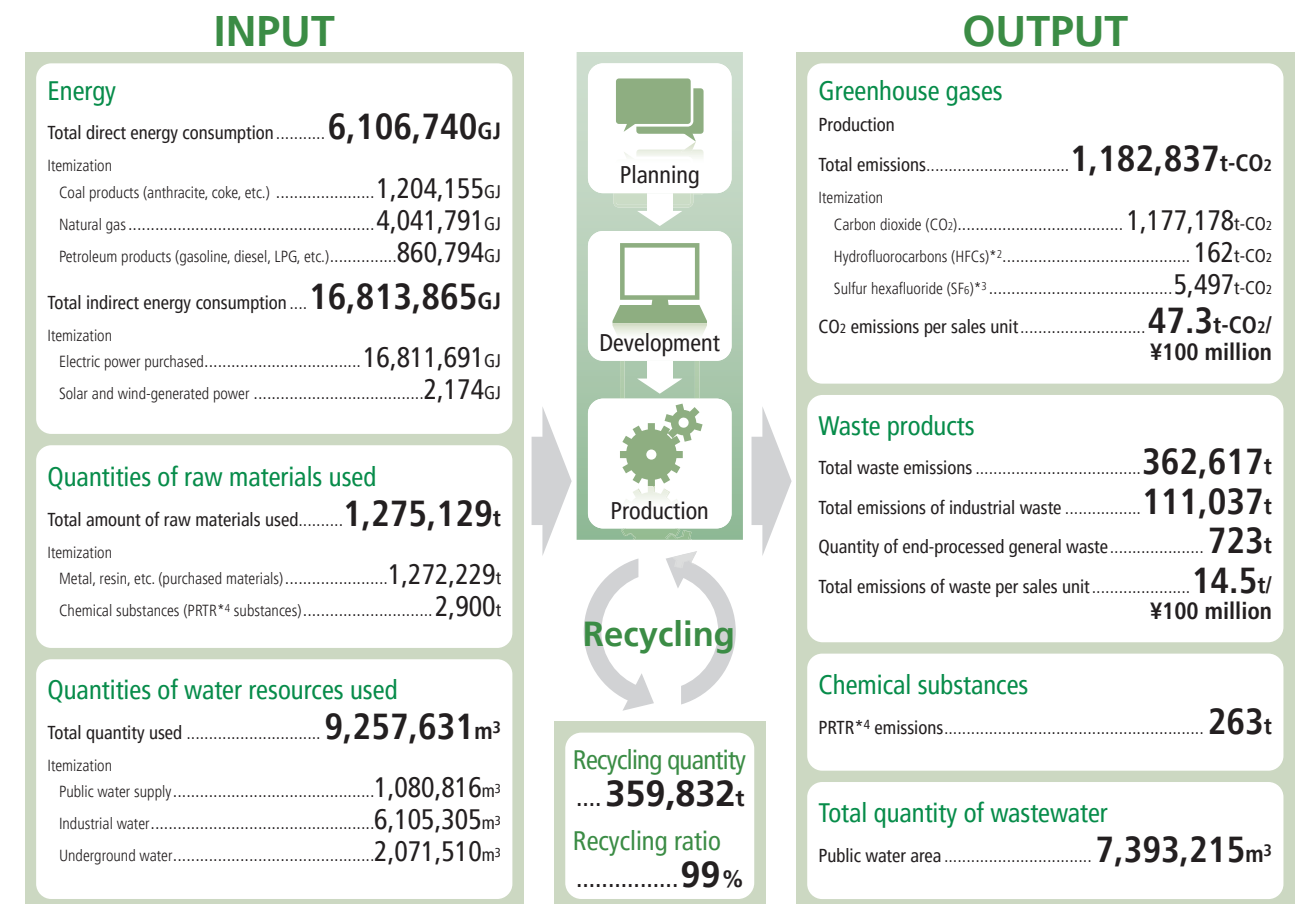 INPUT
Energy
Total direct energy consumption ........... 6,106,740GJ
Itemization
Coal products (anthracite, coke, etc.) ...................... 1,204,155GJ
Natural gas ....................................................... 4,041,791GJ
Petroleum products (gasoline, diesel, LPG, etc.)............... 860,794GJ
Total indirect energy consumption .... 16,813,865GJ
Itemization
Electric power purchased................................... 16,811,691GJ
Solar and wind-generated power ...................................... 2,174GJ
Quantities of raw materials used
Total amount of raw materials used.......... 1,275,129t
Itemization
Metal, resin, etc. (purchased materials) ....................... 1,272,229t
Chemical substances (PRTR*4 substances)............................. 2,900t
Quantities of water resources used
Total quantity used .............................. 9,257,631m3
Itemization
Public water supply............................................. 1,080,816m3
Industrial water.................................................. 6,105,305m3
Underground water............................................. 2,071,510m3
Planning
Development
Production
Recycling
Recycling quantity
.... 359,832t
Recycling ratio
................ 99%
OUTPUT
Greenhouse gases
Production
Total emissions................................ 1,182,837t-CO2
Itemization
Carbon dioxide (CO2)..................................... 1,177,178t-CO2
Hydrofluorocarbons (HFCs)*2.......................................... 162t-CO2
Sulfur hexafluoride (SF6)*3 ......................................... 5,497t-CO2
CO2 emissions per sales unit............................ 47.3t-CO2/
¥100 million
Waste products
Total waste emissions ..................................... 362,617t
Total emissions of industrial waste ................. 111,037t
Quantity of end-processed general waste..................... 723t
Total emissions of waste per sales unit ...................... 14.5t/
¥100 million
Chemical substances
PRTR*4 emissions.......................................................... 263t
Total quantity of wastewater
Public water area ................................. 7,393,215m3